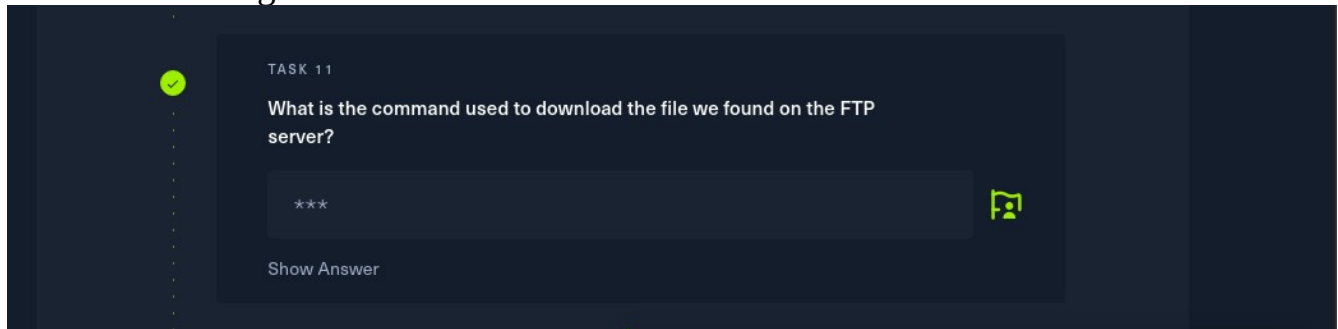 TASK 11
What is the command used to download the file we found on the FTP
server?
***
Show Answer